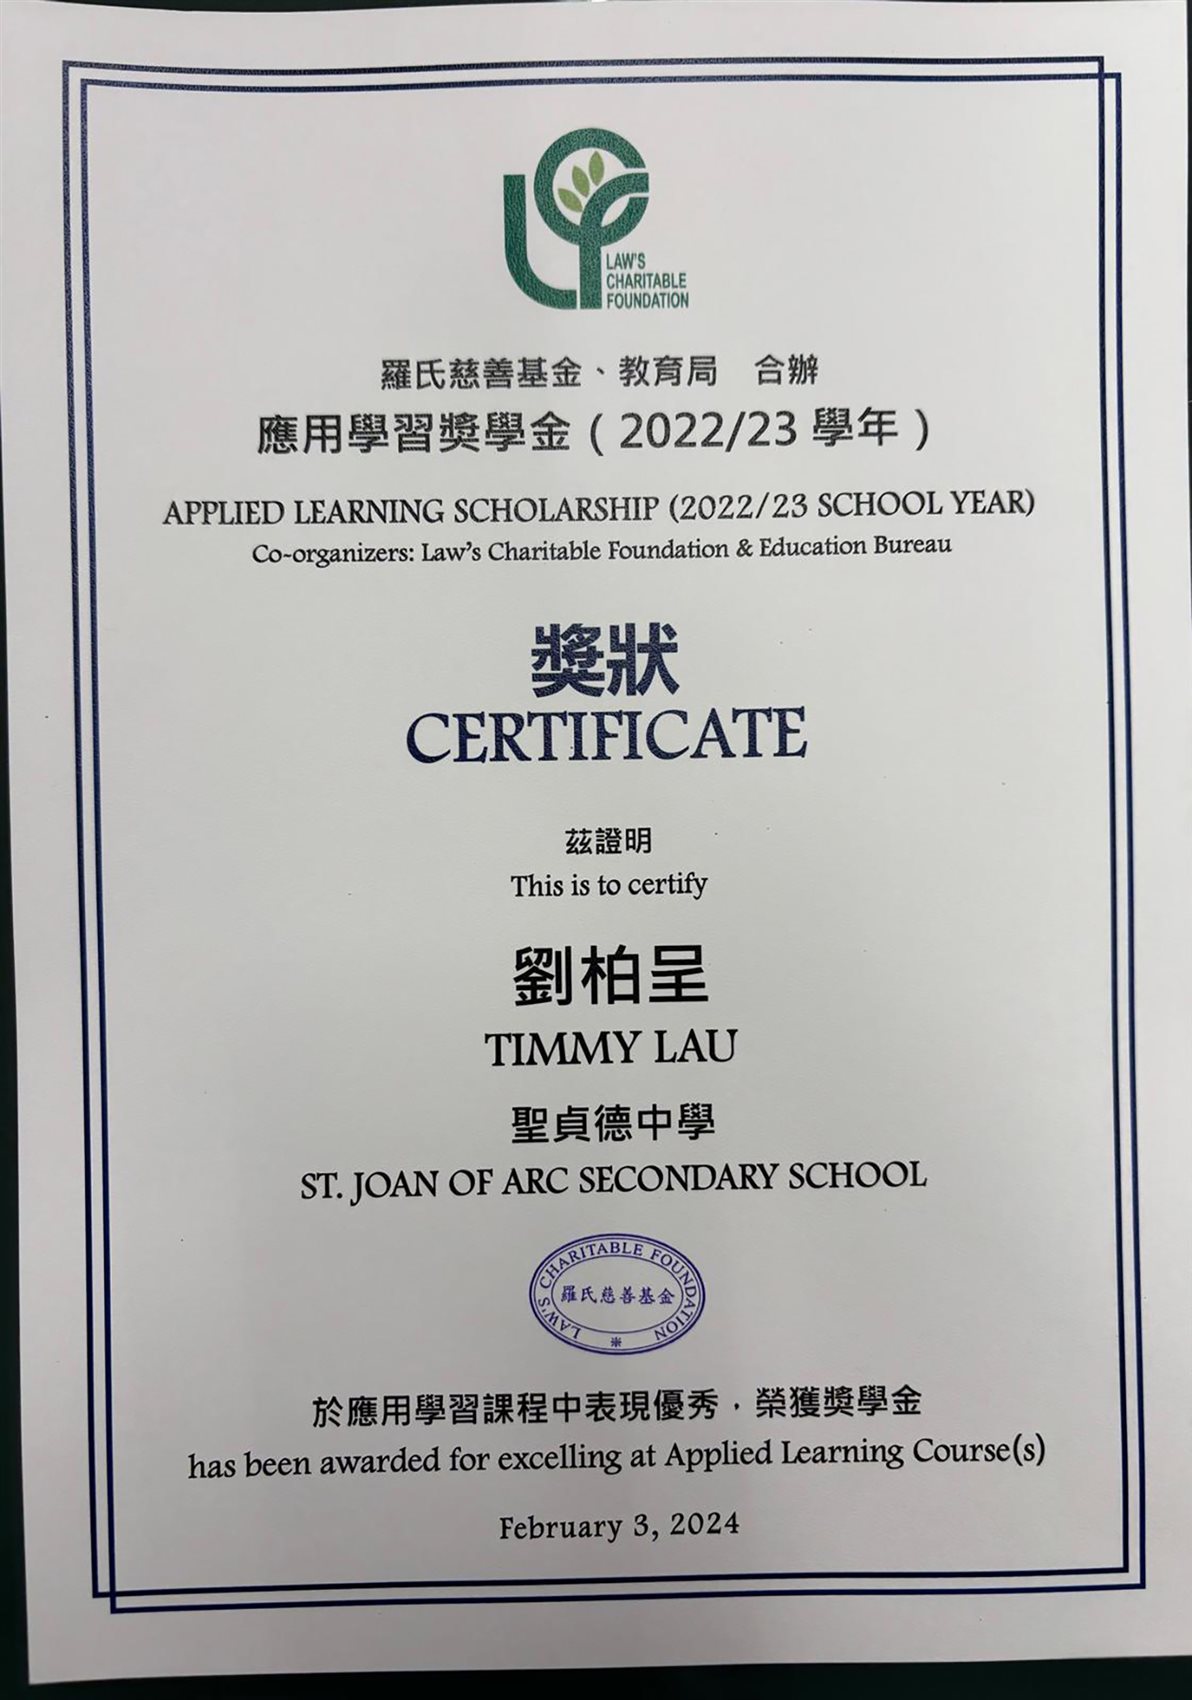 LAW'S
CHARITABLE
FOUNDATION
羅氏慈善基金、教育局 合辦
應用學習獎學金 ( 2022/23 學年 )
APPLIED LEARNING SCHOLARSHIP (2022/23 SCHOOL YEAR)
Co-organizers: Law's Charitable Foundation & Education Bureau
獎狀
CERTIFICATE
茲證明
This is to certify
劉柏呈
TIMMY LAU
聖貞德中學
ST. JOAN OF ARC SECONDARY SCHOOL
LAW'S CHARITABLE FOUNDATION
羅氏慈善基金
於應用學習課程中表現優秀，榮獲獎學金
has been awarded for excelling at Applied Learning Course(s)
February 3, 2024